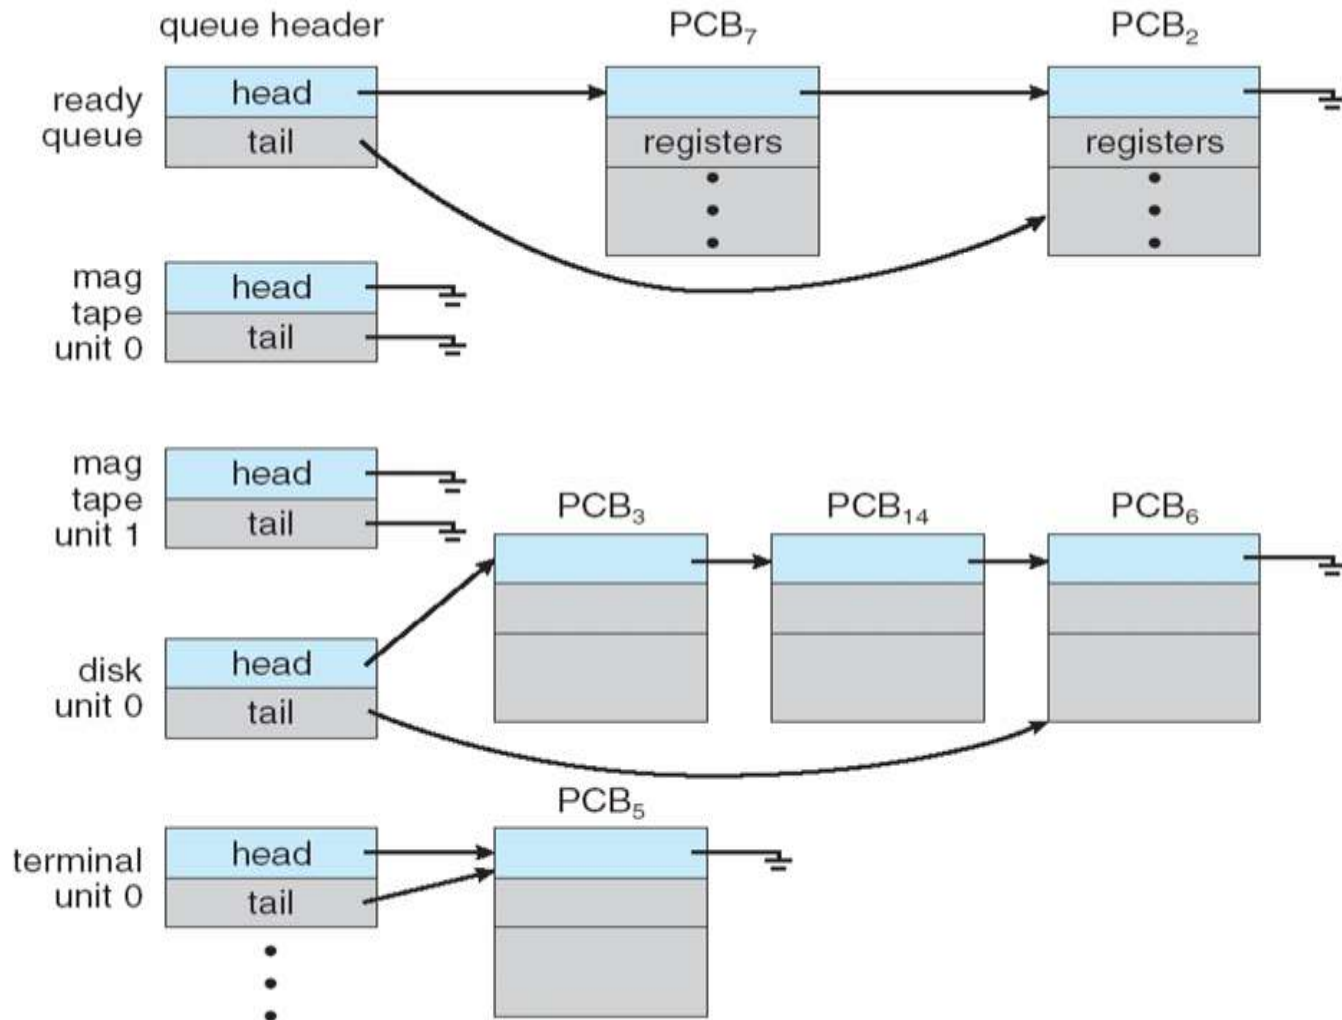 queue header
PCB₇
PCB₂
ready
queue
head
tail
registers
registers
mag
tape
unit 0
head
tail
mag
tape
unit 1
head
tail
PCB₃
PCB₁₄
PCB₆
disk
unit 0
head
tail
PCB₅
terminal
unit 0
head
tail